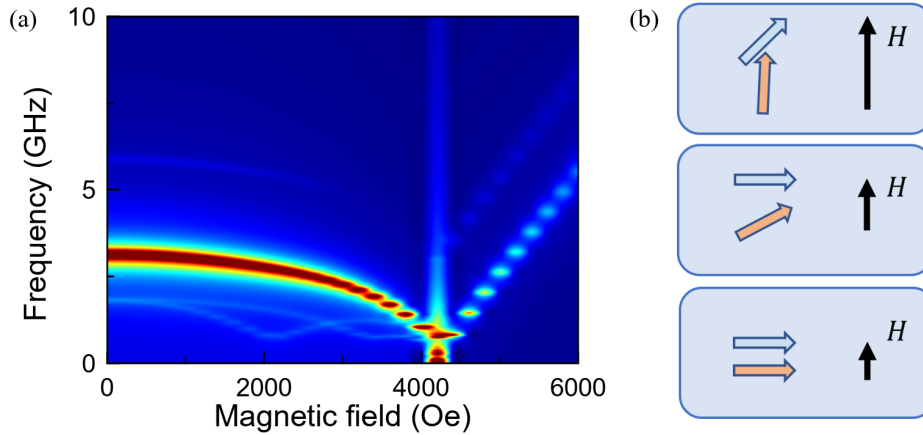 (a)
10
5
0
Frequency (GHz)
0 2000 4000 6000
Magnetic field (Oe)
(b)
H
H
H